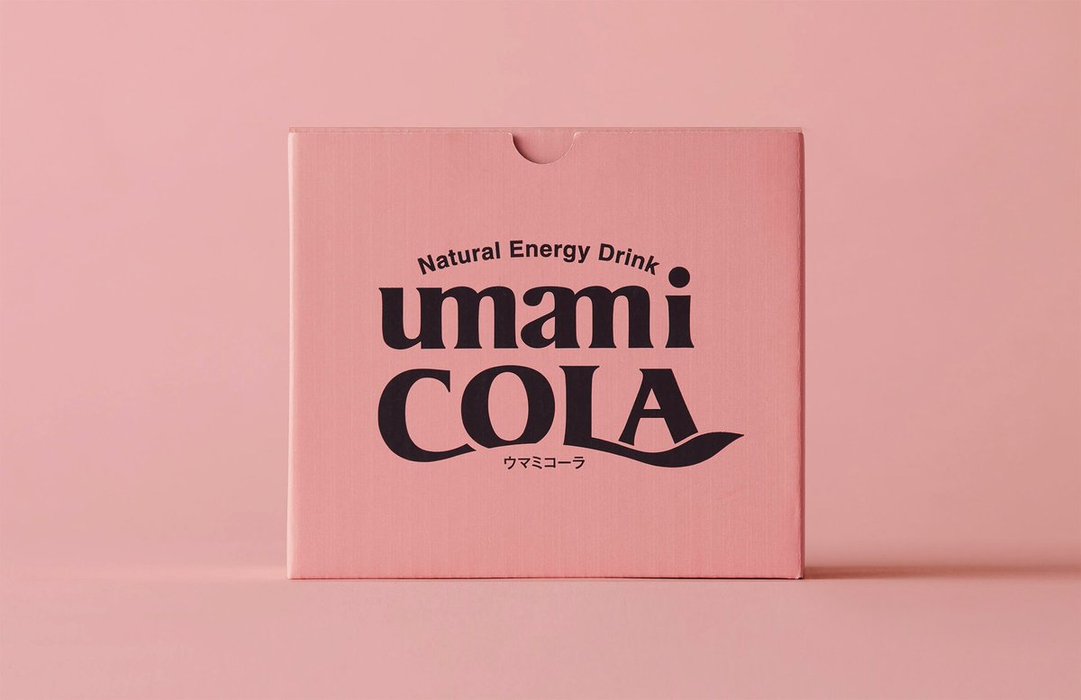 Natural Energy Drink
umami
COLA
ウマミコーラ